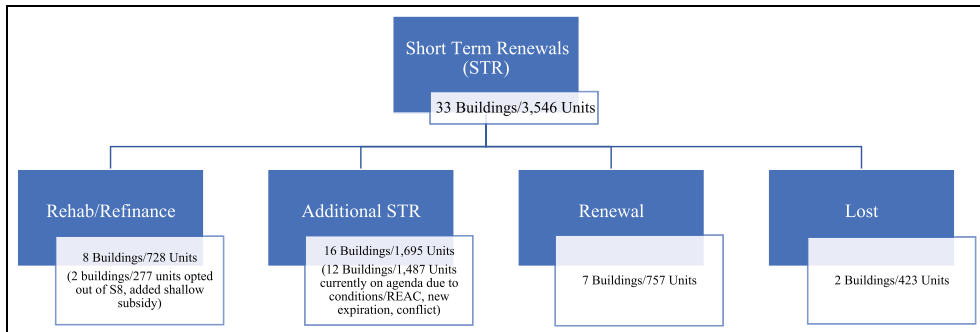 Short Term Renewals
(STR)
33 Buildings/3,546 Units
Rehab/Refinance
8 Buildings/728 Units
(2 buildings/277 units opted
out of S8, added shallow
subsidy)
Additional STR
16 Buildings/1,695 Units
(12 Buildings/1,487 Units
currently on agenda due to
conditions/REAC, new
expiration, conflict)
Renewal
7 Buildings/757 Units
Lost
2 Buildings/423 Units